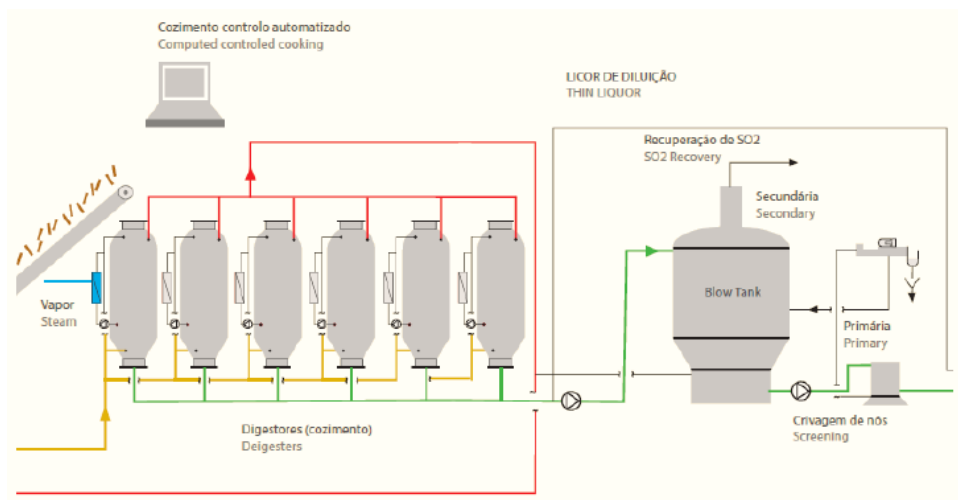 Cozimento controlo automatizado
Computed controled cooking
LICOR DE DILUIÇÃO
THIN LIQUOR
Recuperação do SO2
SO2 Recovery
Secundária
Secondary
Vapor
Steam
Blow Tank
Primária
Primary
Digestores (cozimento)
Deigesters
Crivagem de nós
Screening